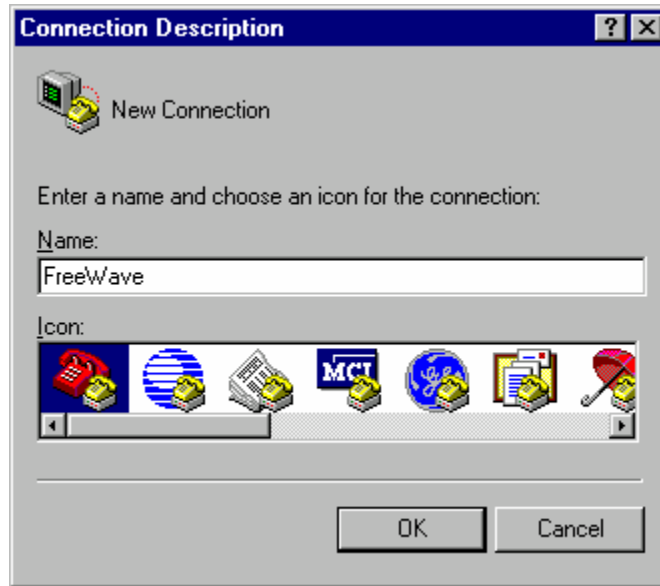 Connection Description
New Connection
Enter a name and choose an icon for the connection:
Name:
FreeWave
Icon:
MCI
OK Cancel